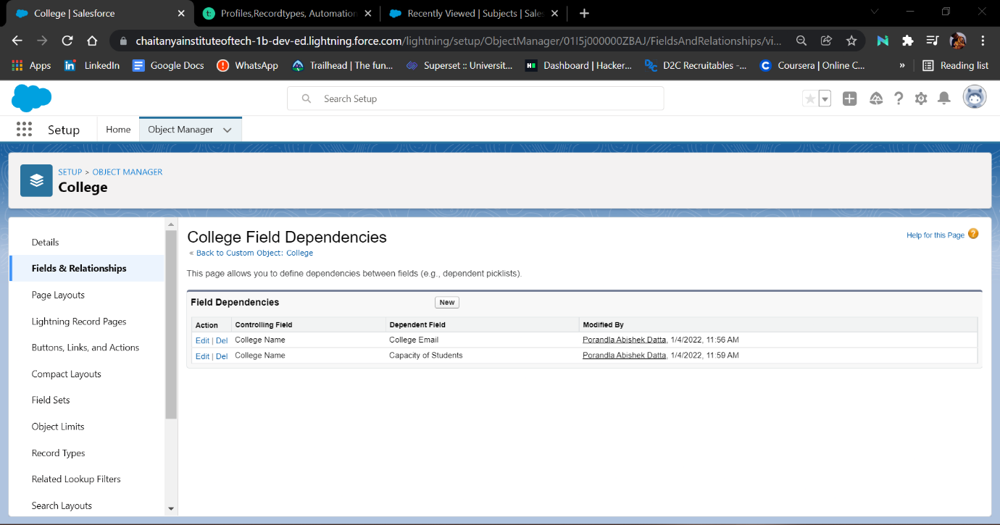 College | Salesforce
Profiles,Recordtypes, Automation
Recently Viewed | Subjects | Sales
chaitanyainstituteoftech-1b-dev-ed.lightning.force.com/lightning/setup/ObjectManager/01I5j000000ZBAJ/FieldsAndRelationships/vi...
Apps LinkedIn Google Docs WhatsApp Trailhead | The fun... Superset :: Universit... Dashboard | Hacker... D2C Recruitables -... Coursera | Online C... » Reading list
Search Setup
Setup Home Object Manager
SETUP > OBJECT MANAGER
College
Details
Fields & Relationships
Page Layouts
Lightning Record Pages
Buttons, Links, and Actions
Compact Layouts
Field Sets
Object Limits
Record Types
Related Lookup Filters
Search Layouts
College Field Dependencies
Help for this Page ?
« Back to Custom Object: College
This page allows you to define dependencies between fields (e.g., dependent picklists).
Field Dependencies New
Action Controlling Field Dependent Field Modified By
Edit | Del College Name College Email Porandla Abishek Datta, 1/4/2022, 11:56 AM
Edit | Del College Name Capacity of Students Porandla Abishek Datta, 1/4/2022, 11:59 AM